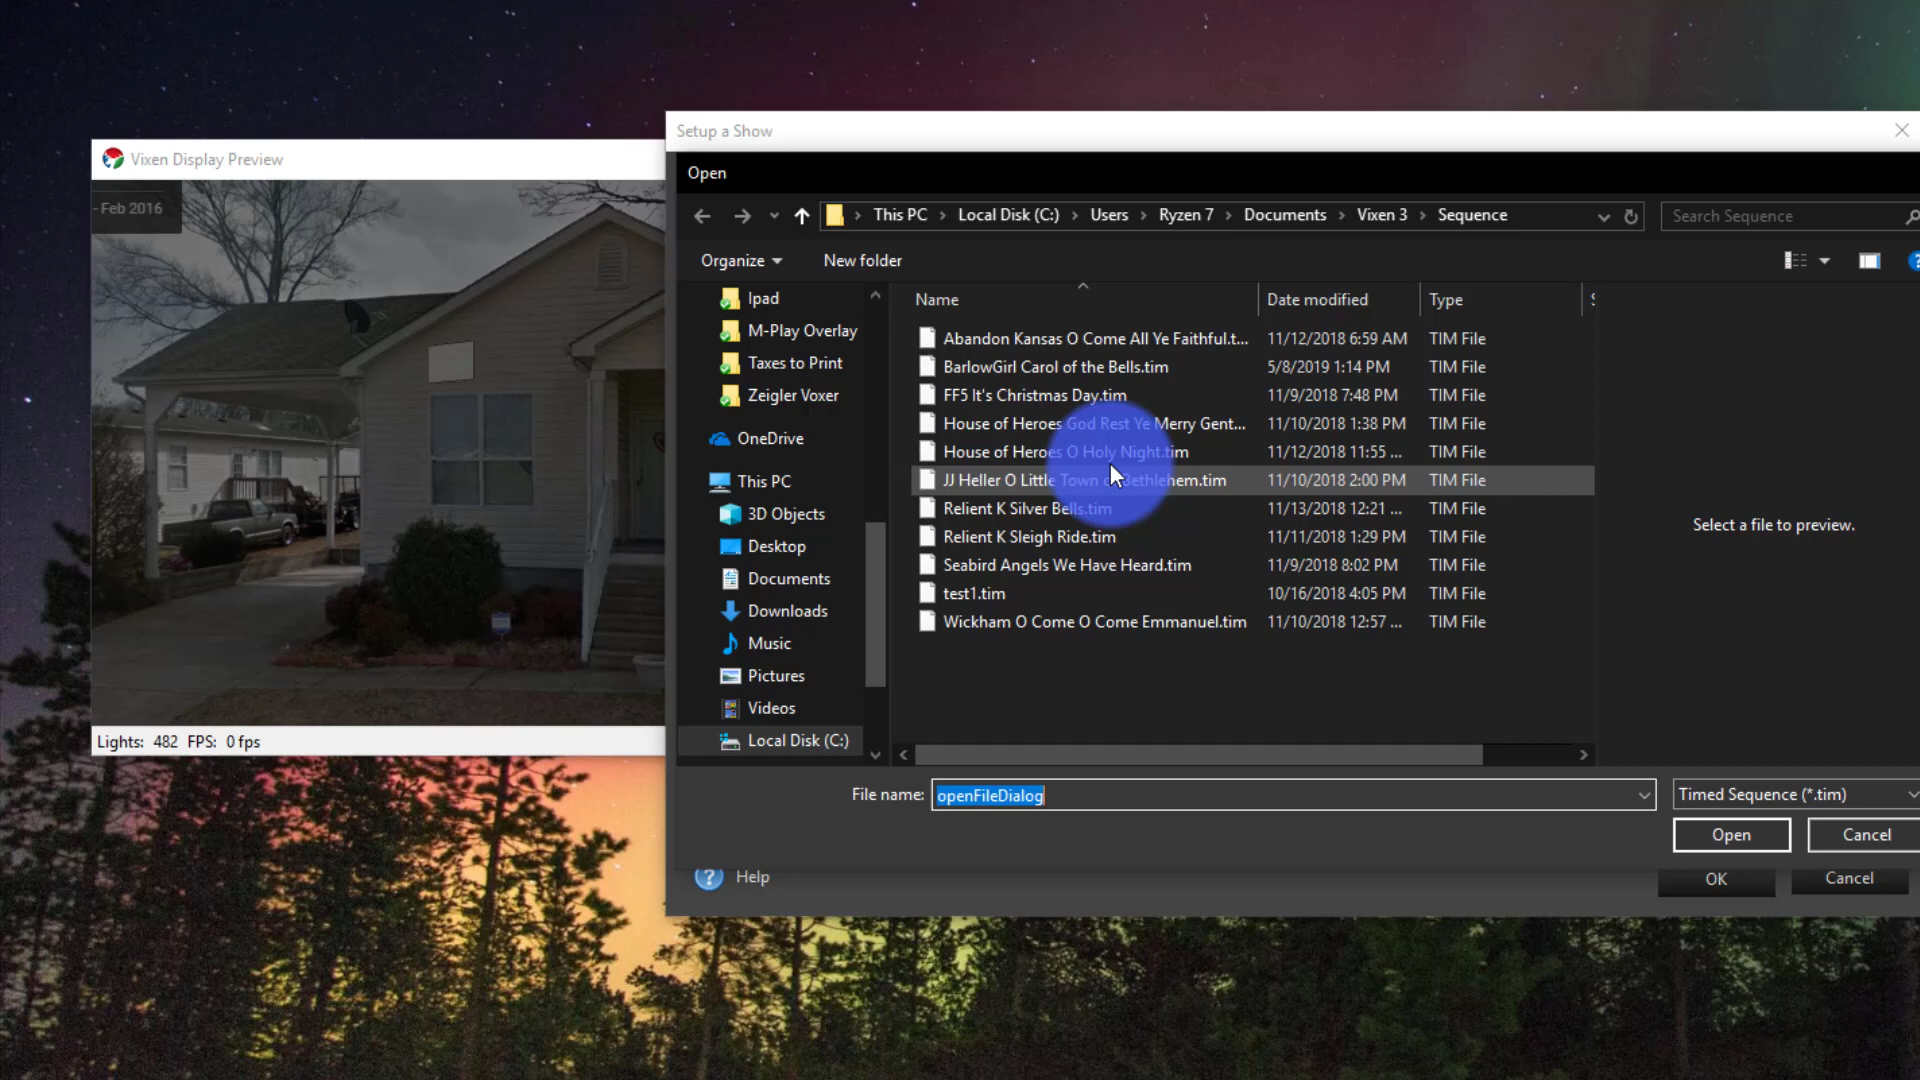 Setup a Show
Vixen Display Preview
Open
- Feb 2016
This PC > Local Disk (C:) > Users > Ryzen 7 > Documents > Vixen 3 > Sequence
Search Sequence
Organize
New folder
Ipad
M-Play Overlay
Taxes to Print
Zeigler Voxer
OneDrive
This PC
3D Objects
Desktop
Documents
Downloads
Music
Pictures
Videos
Local Disk (C:)
Name Date modified Type
Abandon Kansas O Come All Ye Faithful.t... 11/12/2018 6:59 AM TIM File
BarlowGirl Carol of the Bells.tim 5/8/2019 1:14 PM TIM File
FF5 It's Christmas Day.tim 11/9/2018 7:48 PM TIM File
House of Heroes God Rest Ye Merry Gent... 11/10/2018 1:38 PM TIM File
House of Heroes O Holy Night.tim 11/12/2018 11:55 ... TIM File
JJ Heller O Little Town of Bethlehem.tim 11/10/2018 2:00 PM TIM File
Relient K Silver Bells.tim 11/13/2018 12:21 ... TIM File
Relient K Sleigh Ride.tim 11/11/2018 1:29 PM TIM File
Seabird Angels We Have Heard.tim 11/9/2018 8:02 PM TIM File
test1.tim 10/16/2018 4:05 PM TIM File
Wickham O Come O Come Emmanuel.tim 11/10/2018 12:57 ... TIM File
Select a file to preview.
Lights: 482 FPS: 0 fps
File name: openFileDialog
Timed Sequence (*.tim)
Open Cancel
Help
OK Cancel